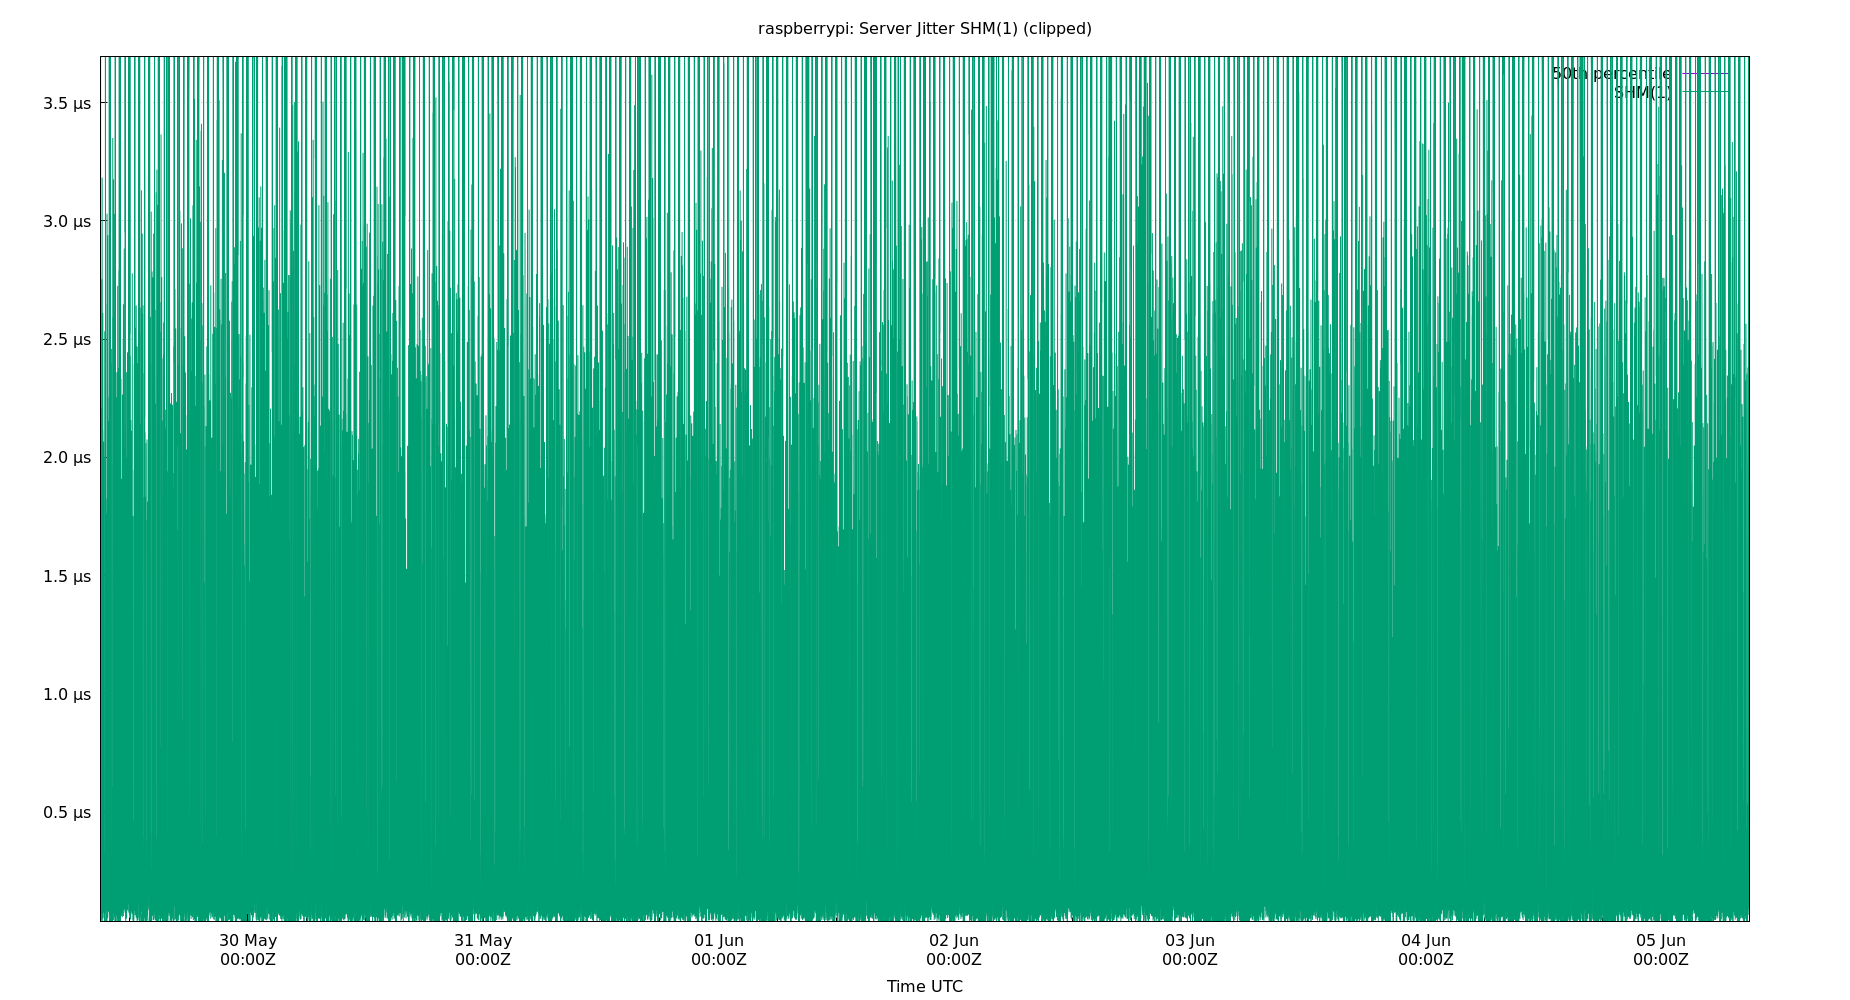 raspberrypi: Server Jitter SHM(1) (clipped)
50th percentile
SHM(1)
3.5 µs
3.0 µs
2.5 µs
2.0 µs
1.5 µs
1.0 µs
0.5 µs
30 May 31 May 01 Jun 02 Jun 03 Jun 04 Jun 05 Jun
00:00Z 00:00Z 00:00Z 00:00Z 00:00Z 00:00Z 00:00Z
Time UTC